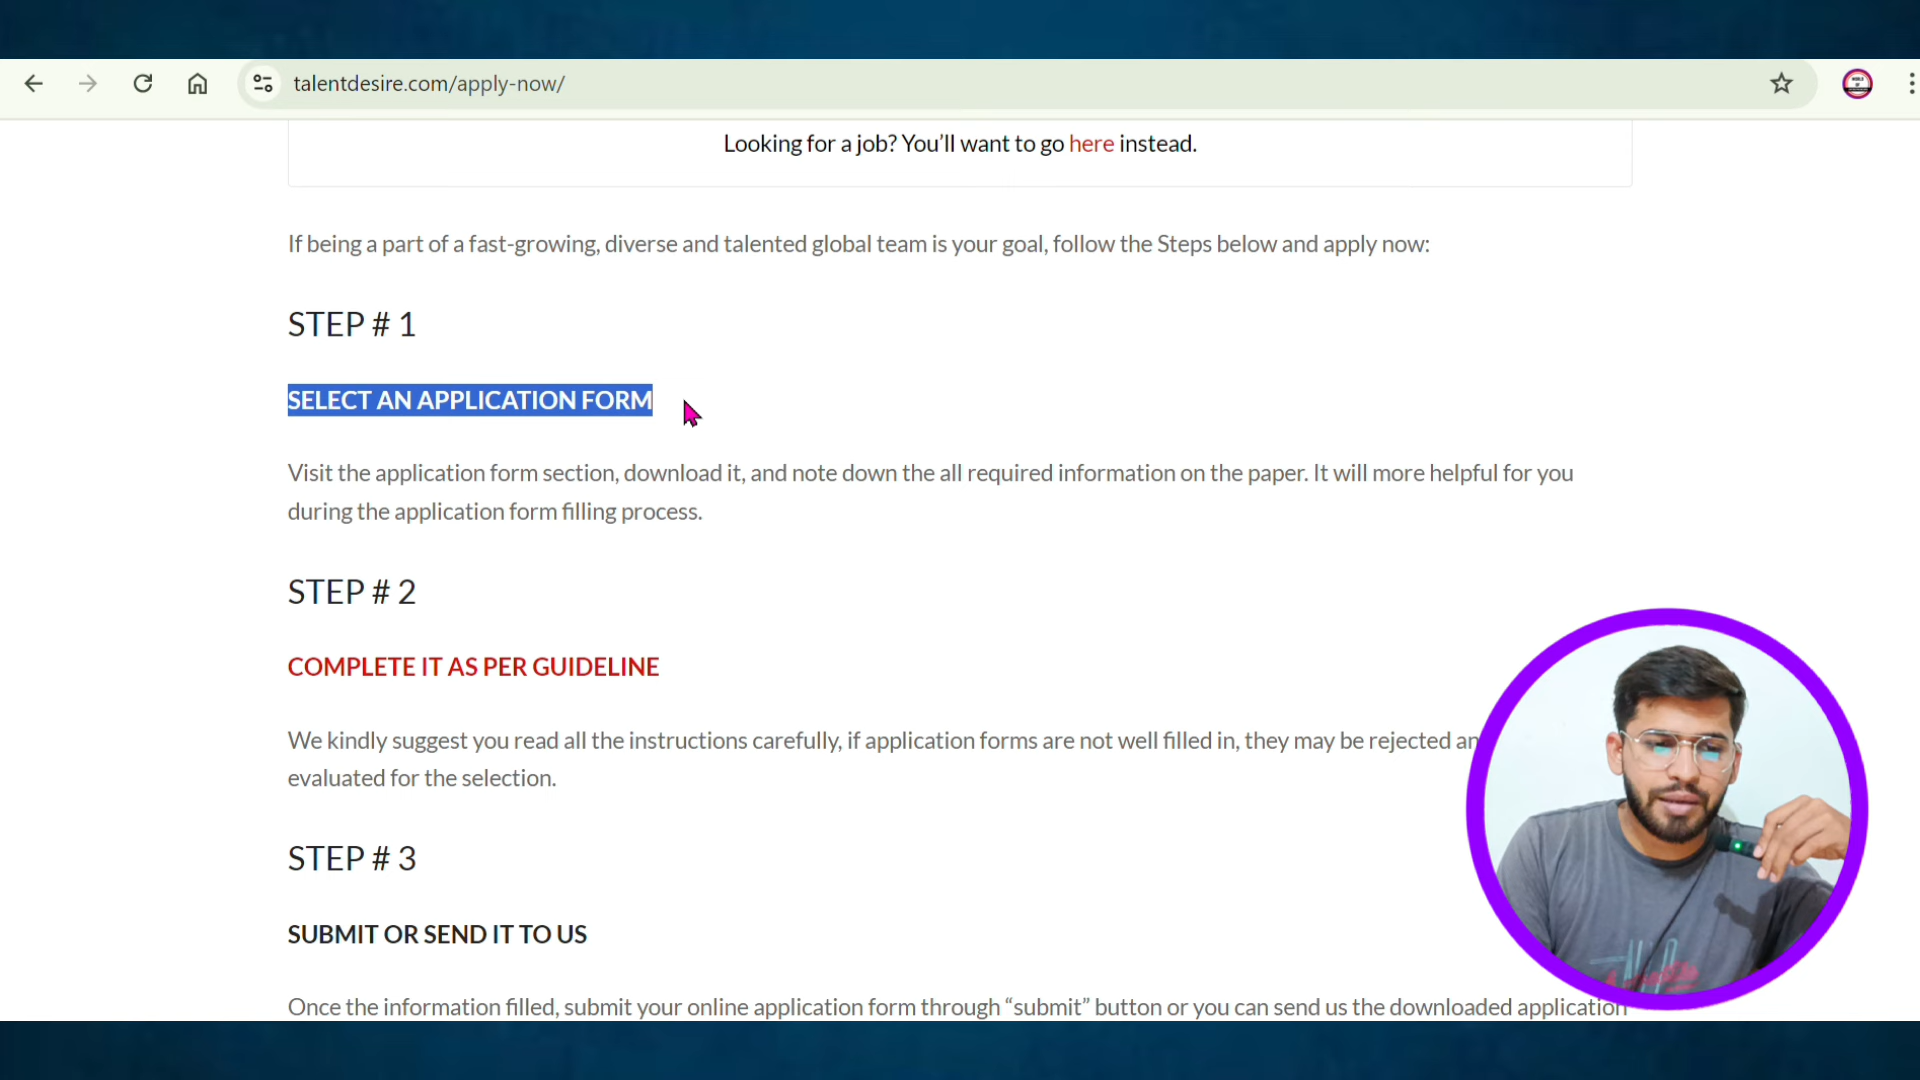 talentdesire.com/apply-now/
Looking for a job? You’ll want to go here instead.
If being a part of a fast-growing, diverse and talented global team is your goal, follow the Steps below and apply now:
STEP # 1
SELECT AN APPLICATION FORM
Visit the application form section, download it, and note down the all required information on the paper. It will more helpful for you
during the application form filling process.
STEP # 2
COMPLETE IT AS PER GUIDELINE
We kindly suggest you read all the instructions carefully, if application forms are not well filled in, they may be rejected
evaluated for the selection.
STEP # 3
SUBMIT OR SEND IT TO US
Once the information filled, submit your online application form through “submit” button or you can send us the downloaded application